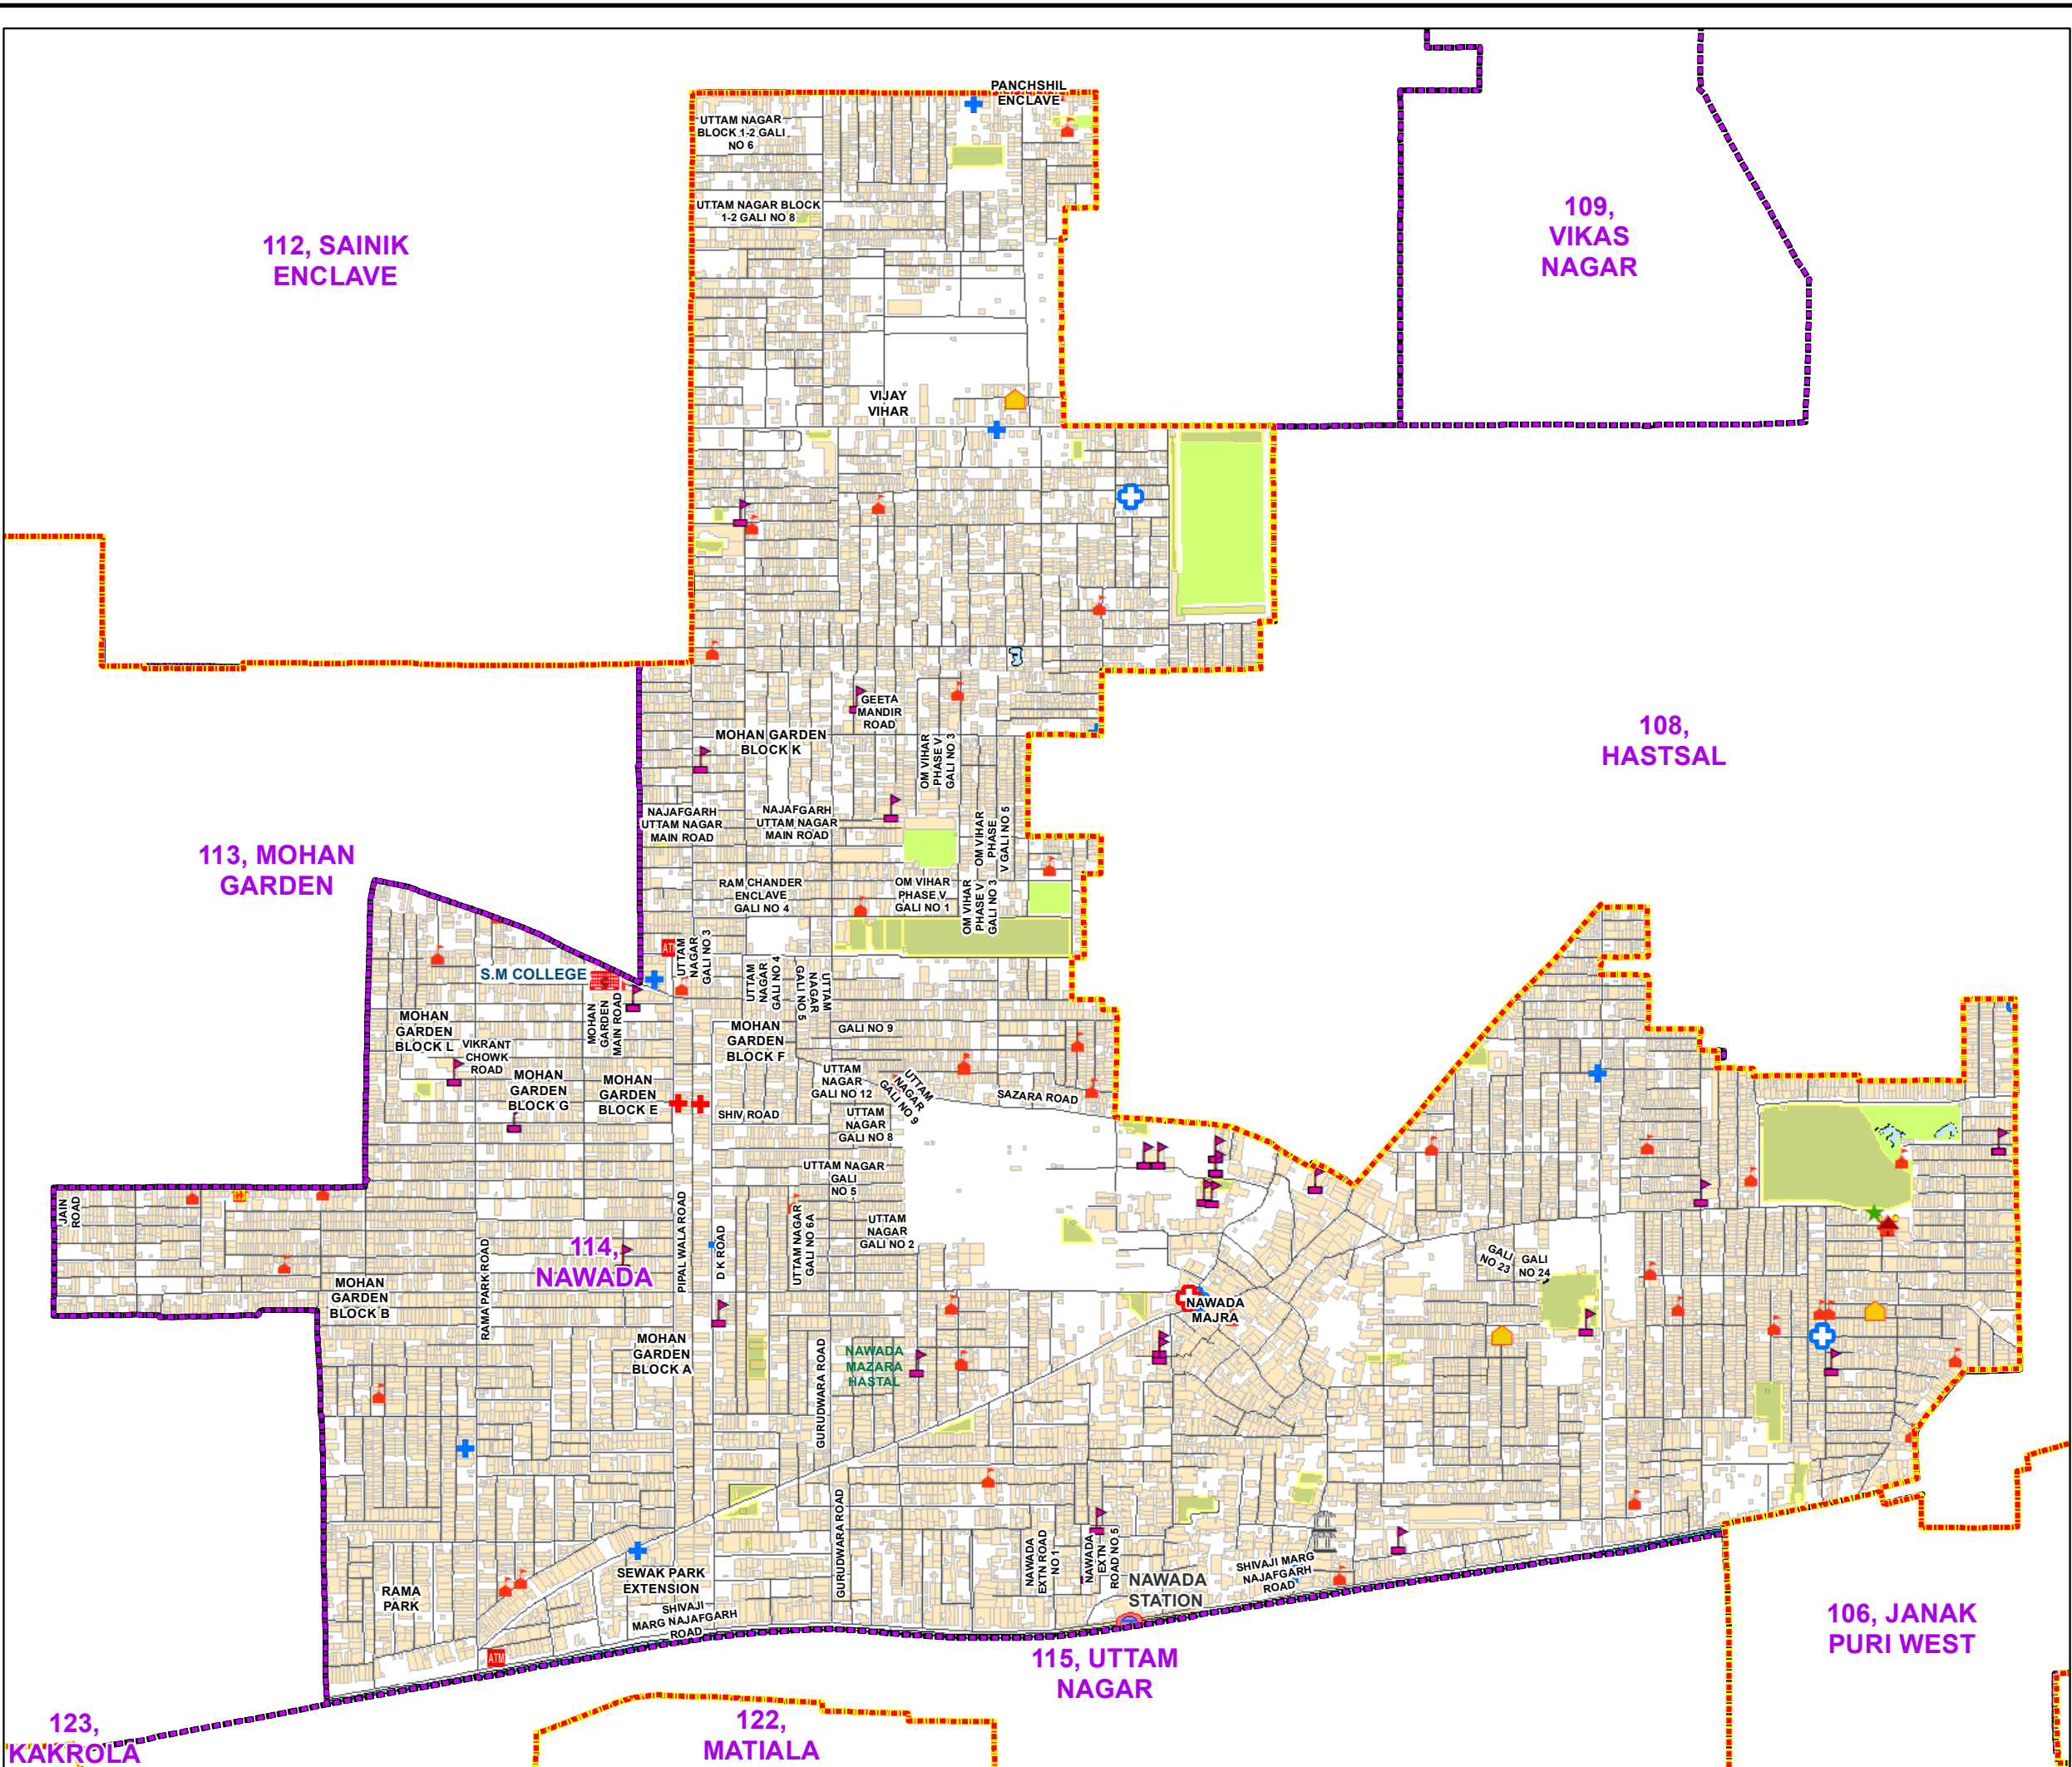 PANCHSHIL
ENCLAVE
UTTAM NAGAR
BLOCK 1-2 GALI
NO 6
UTTAM NAGAR BLOCK
1-2 GALI NO 8
112, SAINIK
ENCLAVE
109,
VIKAS
NAGAR
VIJAY
VIHAR
GEETA
MANDIR
ROAD
MOHAN GARDEN
BLOCK K
OM VIHAR
PHASE V
GALI NO 3
108,
HASTSAL
NAJAFGARH
UTTAM NAGAR
MAIN ROAD
NAJAFGARH
UTTAM NAGAR
MAIN ROAD
OM VIHAR
PHASE
V GALI NO 5
113, MOHAN
GARDEN
RAM CHANDER
ENCLAVE
GALI NO 4
OM VIHAR
PHASE V
GALI NO 1
OM VIHAR
PHASE V
GALI NO 3
UTTAM
NAGAR
GALI NO 3
UTTAM
NAGAR
GALI NO 4
UTTAM
NAGAR
GALI NO 5
S.M COLLEGE
MOHAN
GARDEN
MAIN ROAD
MOHAN
GARDEN
BLOCK L
VIKRANT
CHOWK
ROAD
MOHAN
GARDEN
BLOCK F
GALI NO 9
MOHAN
GARDEN
BLOCK G
MOHAN
GARDEN
BLOCK E
UTTAM
NAGAR
GALI NO 12
UTTAM
NAGAR
GALI NO 9
SAZARA ROAD
SHIV ROAD
UTTAM
NAGAR
GALI NO 8
UTTAM NAGAR
GALI
NO 5
JAIN
ROAD
114,
NAWADA
PIPAL WALA ROAD
D K ROAD
UTTAM NAGAR
GALI NO 6A
UTTAM
NAGAR
GALI NO 2
RAMA PARK ROAD
GALI
NO 23
GALI
NO 24
MOHAN
GARDEN
BLOCK B
NAWADA
MAJRA
MOHAN
GARDEN
BLOCK A
GURUDWARA ROAD
NAWADA
MAZARA
HASTAL
GURUDWARA ROAD
NAWADA
EXTN ROAD
NO 1
NAWADA
EXTN
ROAD NO 5
SHIVAJI MARG
NAJAFGARH
ROAD
NAWADA
STATION
RAMA
PARK
SEWAK PARK
EXTENSION
SHIVAJI
MARG NAJAFGARH
ROAD
ATM
106, JANAK
PURI WEST
115, UTTAM
NAGAR
123,
KAKROLA
122,
MATIALA